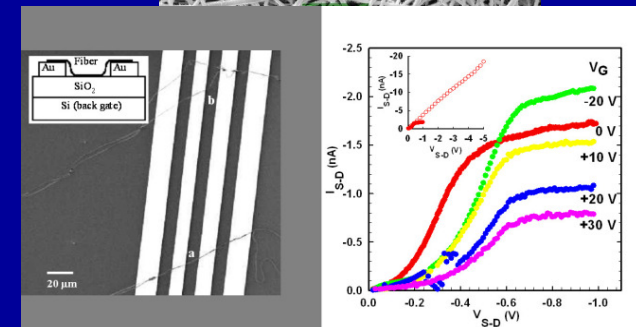 Fiber
Au
Au
SiO2
Si (back gate)
b
a
20 μm
-2.5
-2.0
-1.5
-1.0
-0.5
0.0
0.0
-0.2
-0.4
-0.6
-0.8
-1.0
I S-D (nA)
V S-D (V)
-20
-15
-10
-5
0
0
-1
-2
-3
-4
-5
I S-D (nA)
V S-D (V)
VG
-20 V
0 V
+10 V
+20 V
+30 V